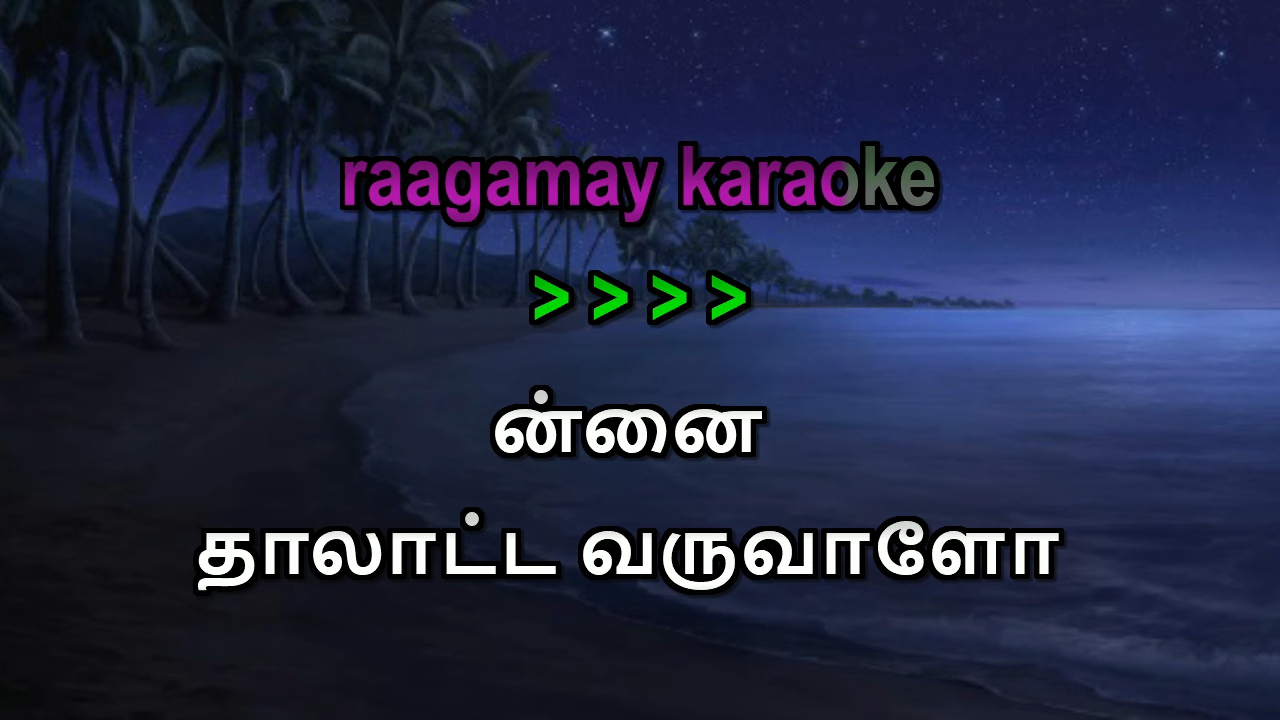 raagamay karaoke
> > > >
ன்னை
தாலாட்ட வருவாளோ